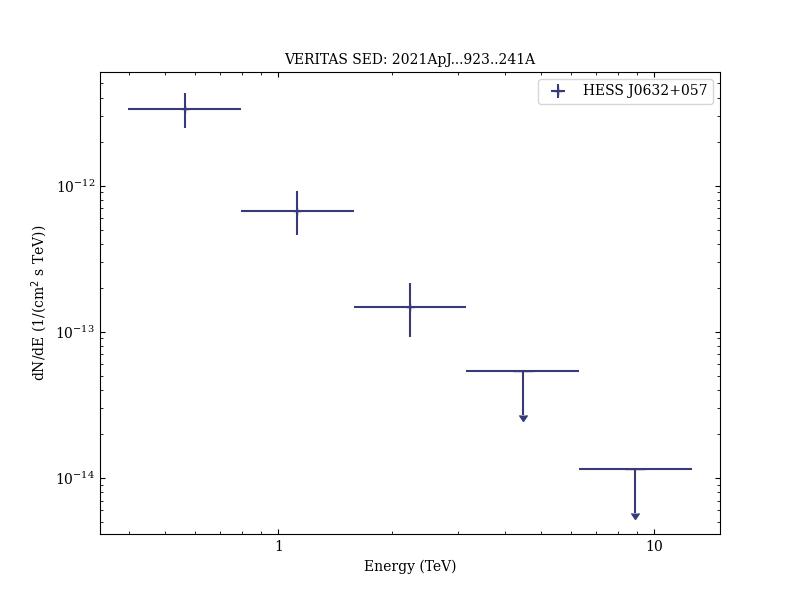 VERITAS SED: 2021ApJ...923..241A
HESS J0632+057
10⁻¹²
10⁻¹³
10⁻¹⁴
dN/dE (1/(cm² s TeV))
1
10
Energy (TeV)